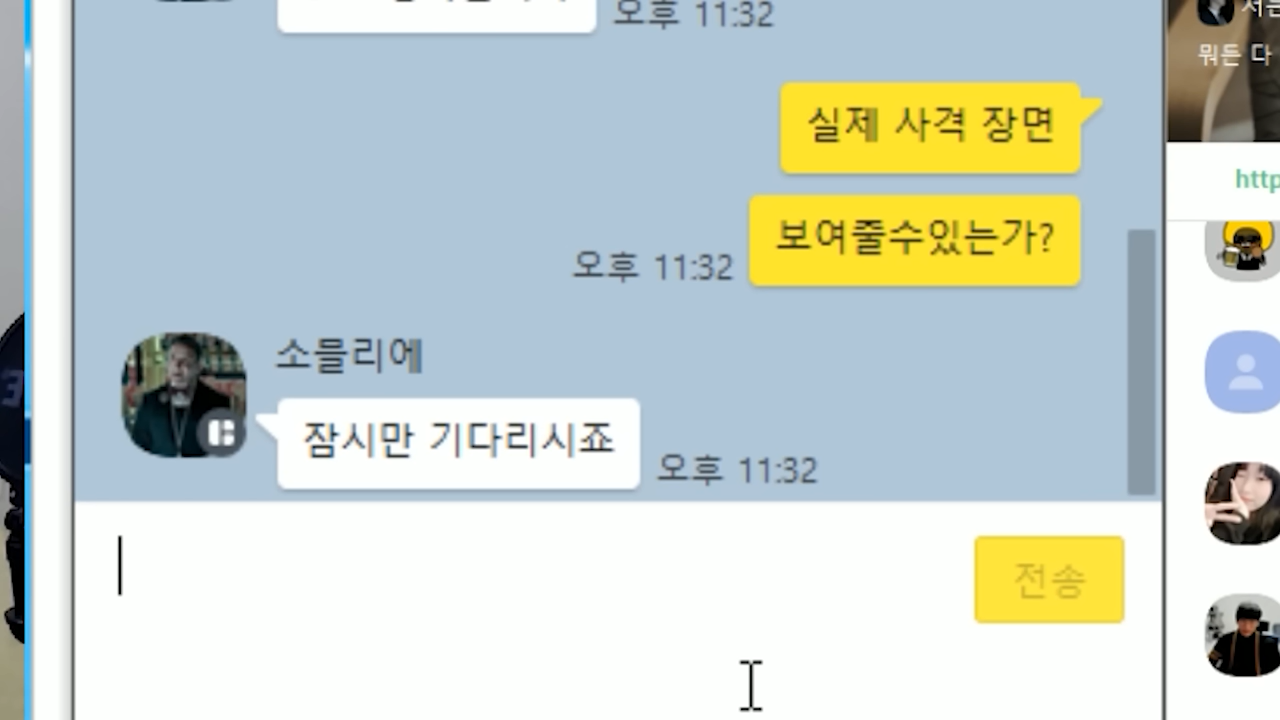 오후 11:32
실제 사격 장면
보여줄수있는가?
오후 11:32
소믈리에
잠시만 기다리시죠
오후 11:32
전송
뭐든 다
http